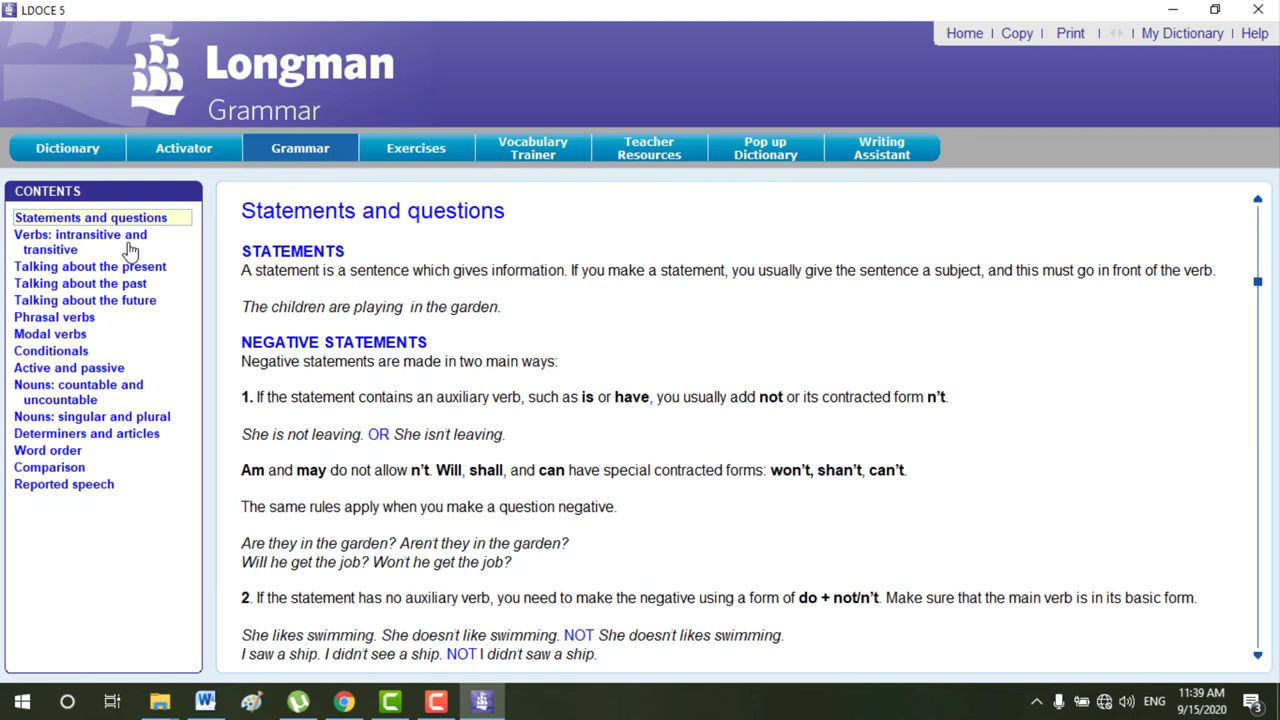 LDOCE 5
Home | Copy | Print | | My Dictionary | Help
Longman
Grammar
Dictionary
Activator
Grammar
Exercises
Vocabulary
Trainer
Teacher
Resources
Pop up
Dictionary
Writing
Assistant
CONTENTS
Statements and questions
Verbs: intransitive and
transitive
Talking about the present
Talking about the past
Talking about the future
Phrasal verbs
Modal verbs
Conditionals
Active and passive
Nouns: countable and
uncountable
Nouns: singular and plural
Determiners and articles
Word order
Comparison
Reported speech
Statements and questions
STATEMENTS
A statement is a sentence which gives information. If you make a statement, you usually give the sentence a subject, and this must go in front of the verb.
The children are playing in the garden.
NEGATIVE STATEMENTS
Negative statements are made in two main ways:
1. If the statement contains an auxiliary verb, such as is or have, you usually add not or its contracted form n't.
She is not leaving. OR She isn't leaving.
Am and may do not allow n't. Will, shall, and can have special contracted forms: won't, shan't, can't.
The same rules apply when you make a question negative.
Are they in the garden? Aren't they in the garden?
Will he get the job? Won't he get the job?
2. If the statement has no auxiliary verb, you need to make the negative using a form of do + not/n't. Make sure that the main verb is in its basic form.
She likes swimming. She doesn't like swimming. NOT She doesn't likes swimming.
I saw a ship. I didn't see a ship. NOT I didn't saw a ship.
ENG
11:39 AM
9/15/2020
3